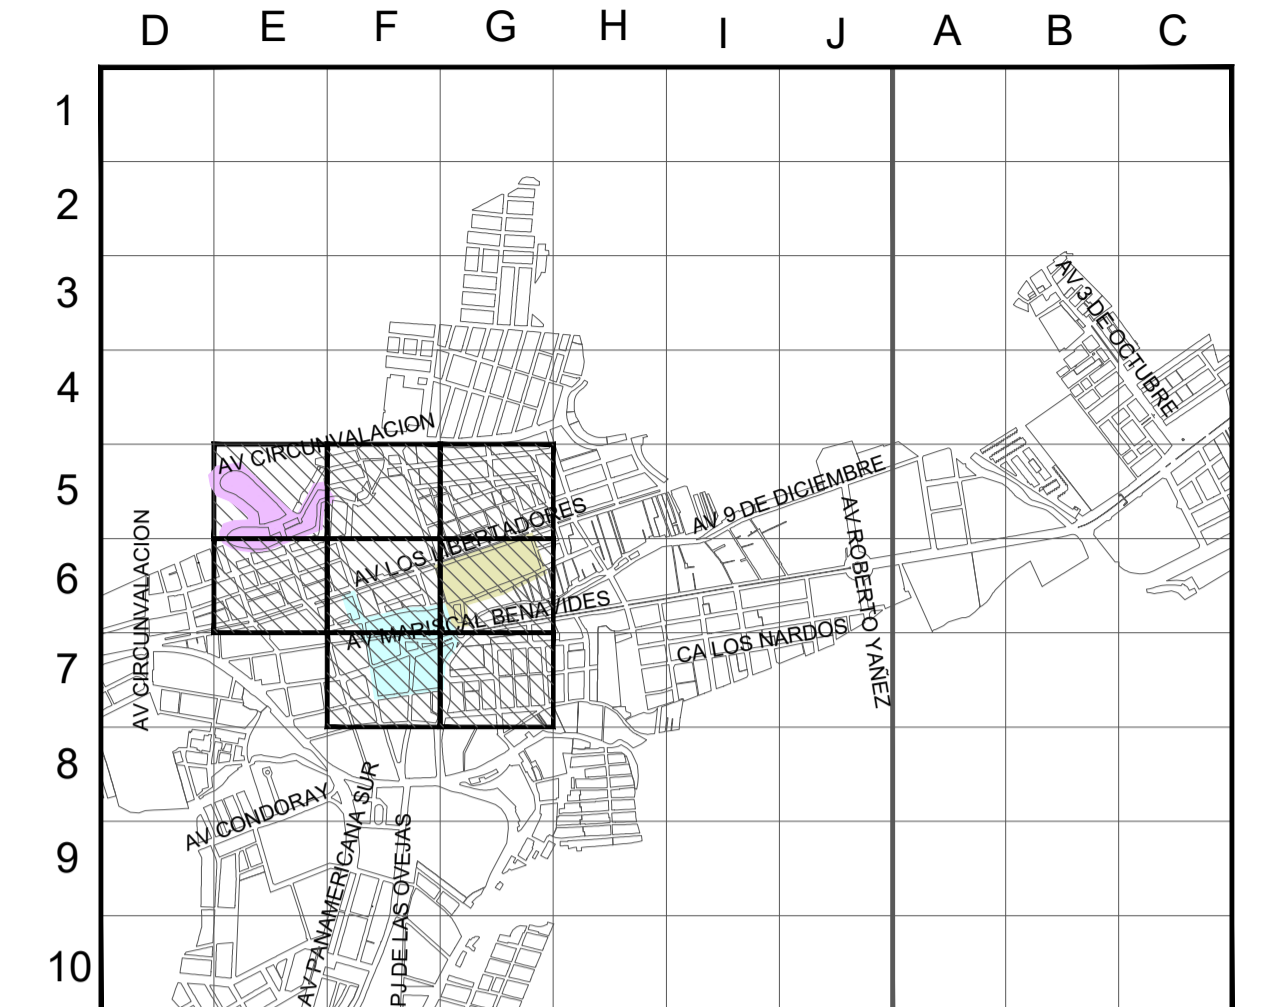 D E F G H I J A B C
1
2
3
AV 3 DE OCTUBRE
4
AV CIRCUNVALACION
5
AV LOS LIBERTADORES
AV 9 DE DICIEMBRE
AV ROBERTO YAÑEZ
AV CIRCUNVALACION
6
AV MARISCAL BENAVIDES
CA LOS NARDOS
7
8
AV CONDORAY
AV PANAMERICANA SUR
PJ DE LAS OVEJAS
9
10